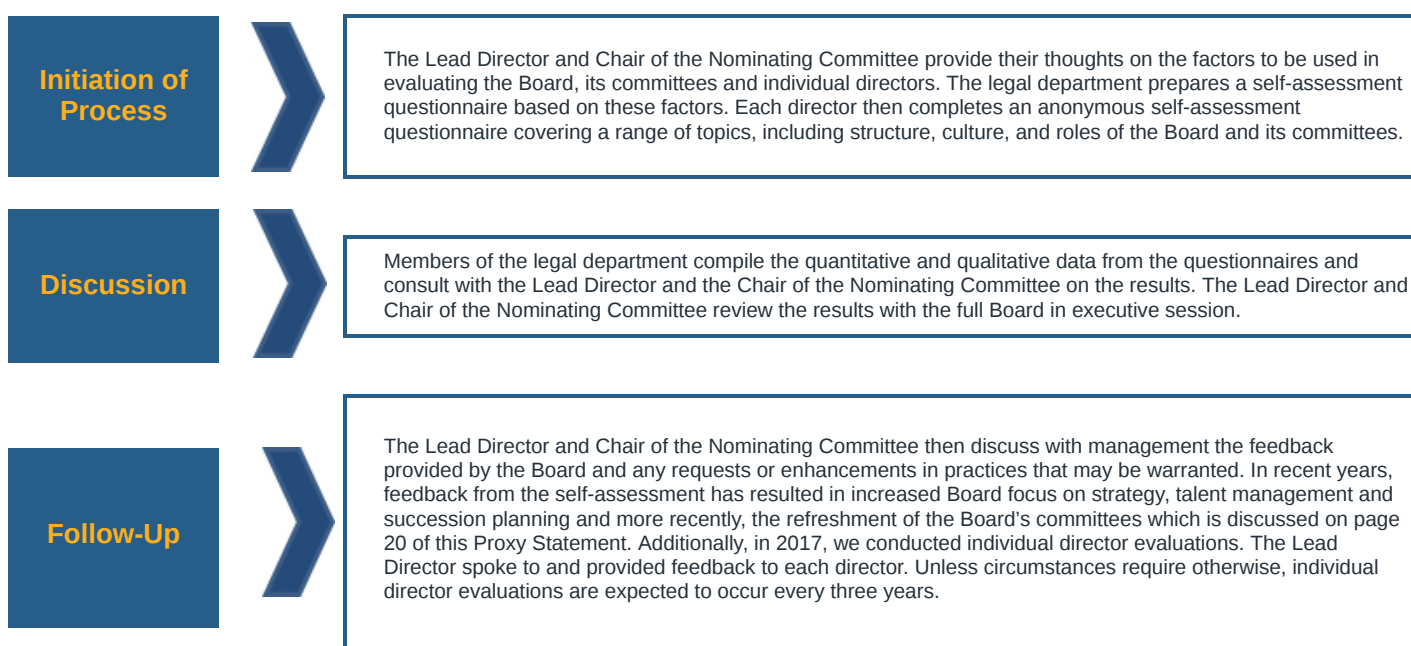 Initiation of
Process
The Lead Director and Chair of the Nominating Committee provide their thoughts on the factors to be used in
evaluating the Board, its committees and individual directors. The legal department prepares a self-assessment
questionnaire based on these factors. Each director then completes an anonymous self-assessment
questionnaire covering a range of topics, including structure, culture, and roles of the Board and its committees.
Discussion
Members of the legal department compile the quantitative and qualitative data from the questionnaires and
consult with the Lead Director and the Chair of the Nominating Committee on the results. The Lead Director and
Chair of the Nominating Committee review the results with the full Board in executive session.
Follow-Up
The Lead Director and Chair of the Nominating Committee then discuss with management the feedback
provided by the Board and any requests or enhancements in practices that may be warranted. In recent years,
feedback from the self-assessment has resulted in increased Board focus on strategy, talent management and
succession planning and more recently, the refreshment of the Board’s committees which is discussed on page
20 of this Proxy Statement. Additionally, in 2017, we conducted individual director evaluations. The Lead
Director spoke to and provided feedback to each director. Unless circumstances require otherwise, individual
director evaluations are expected to occur every three years.